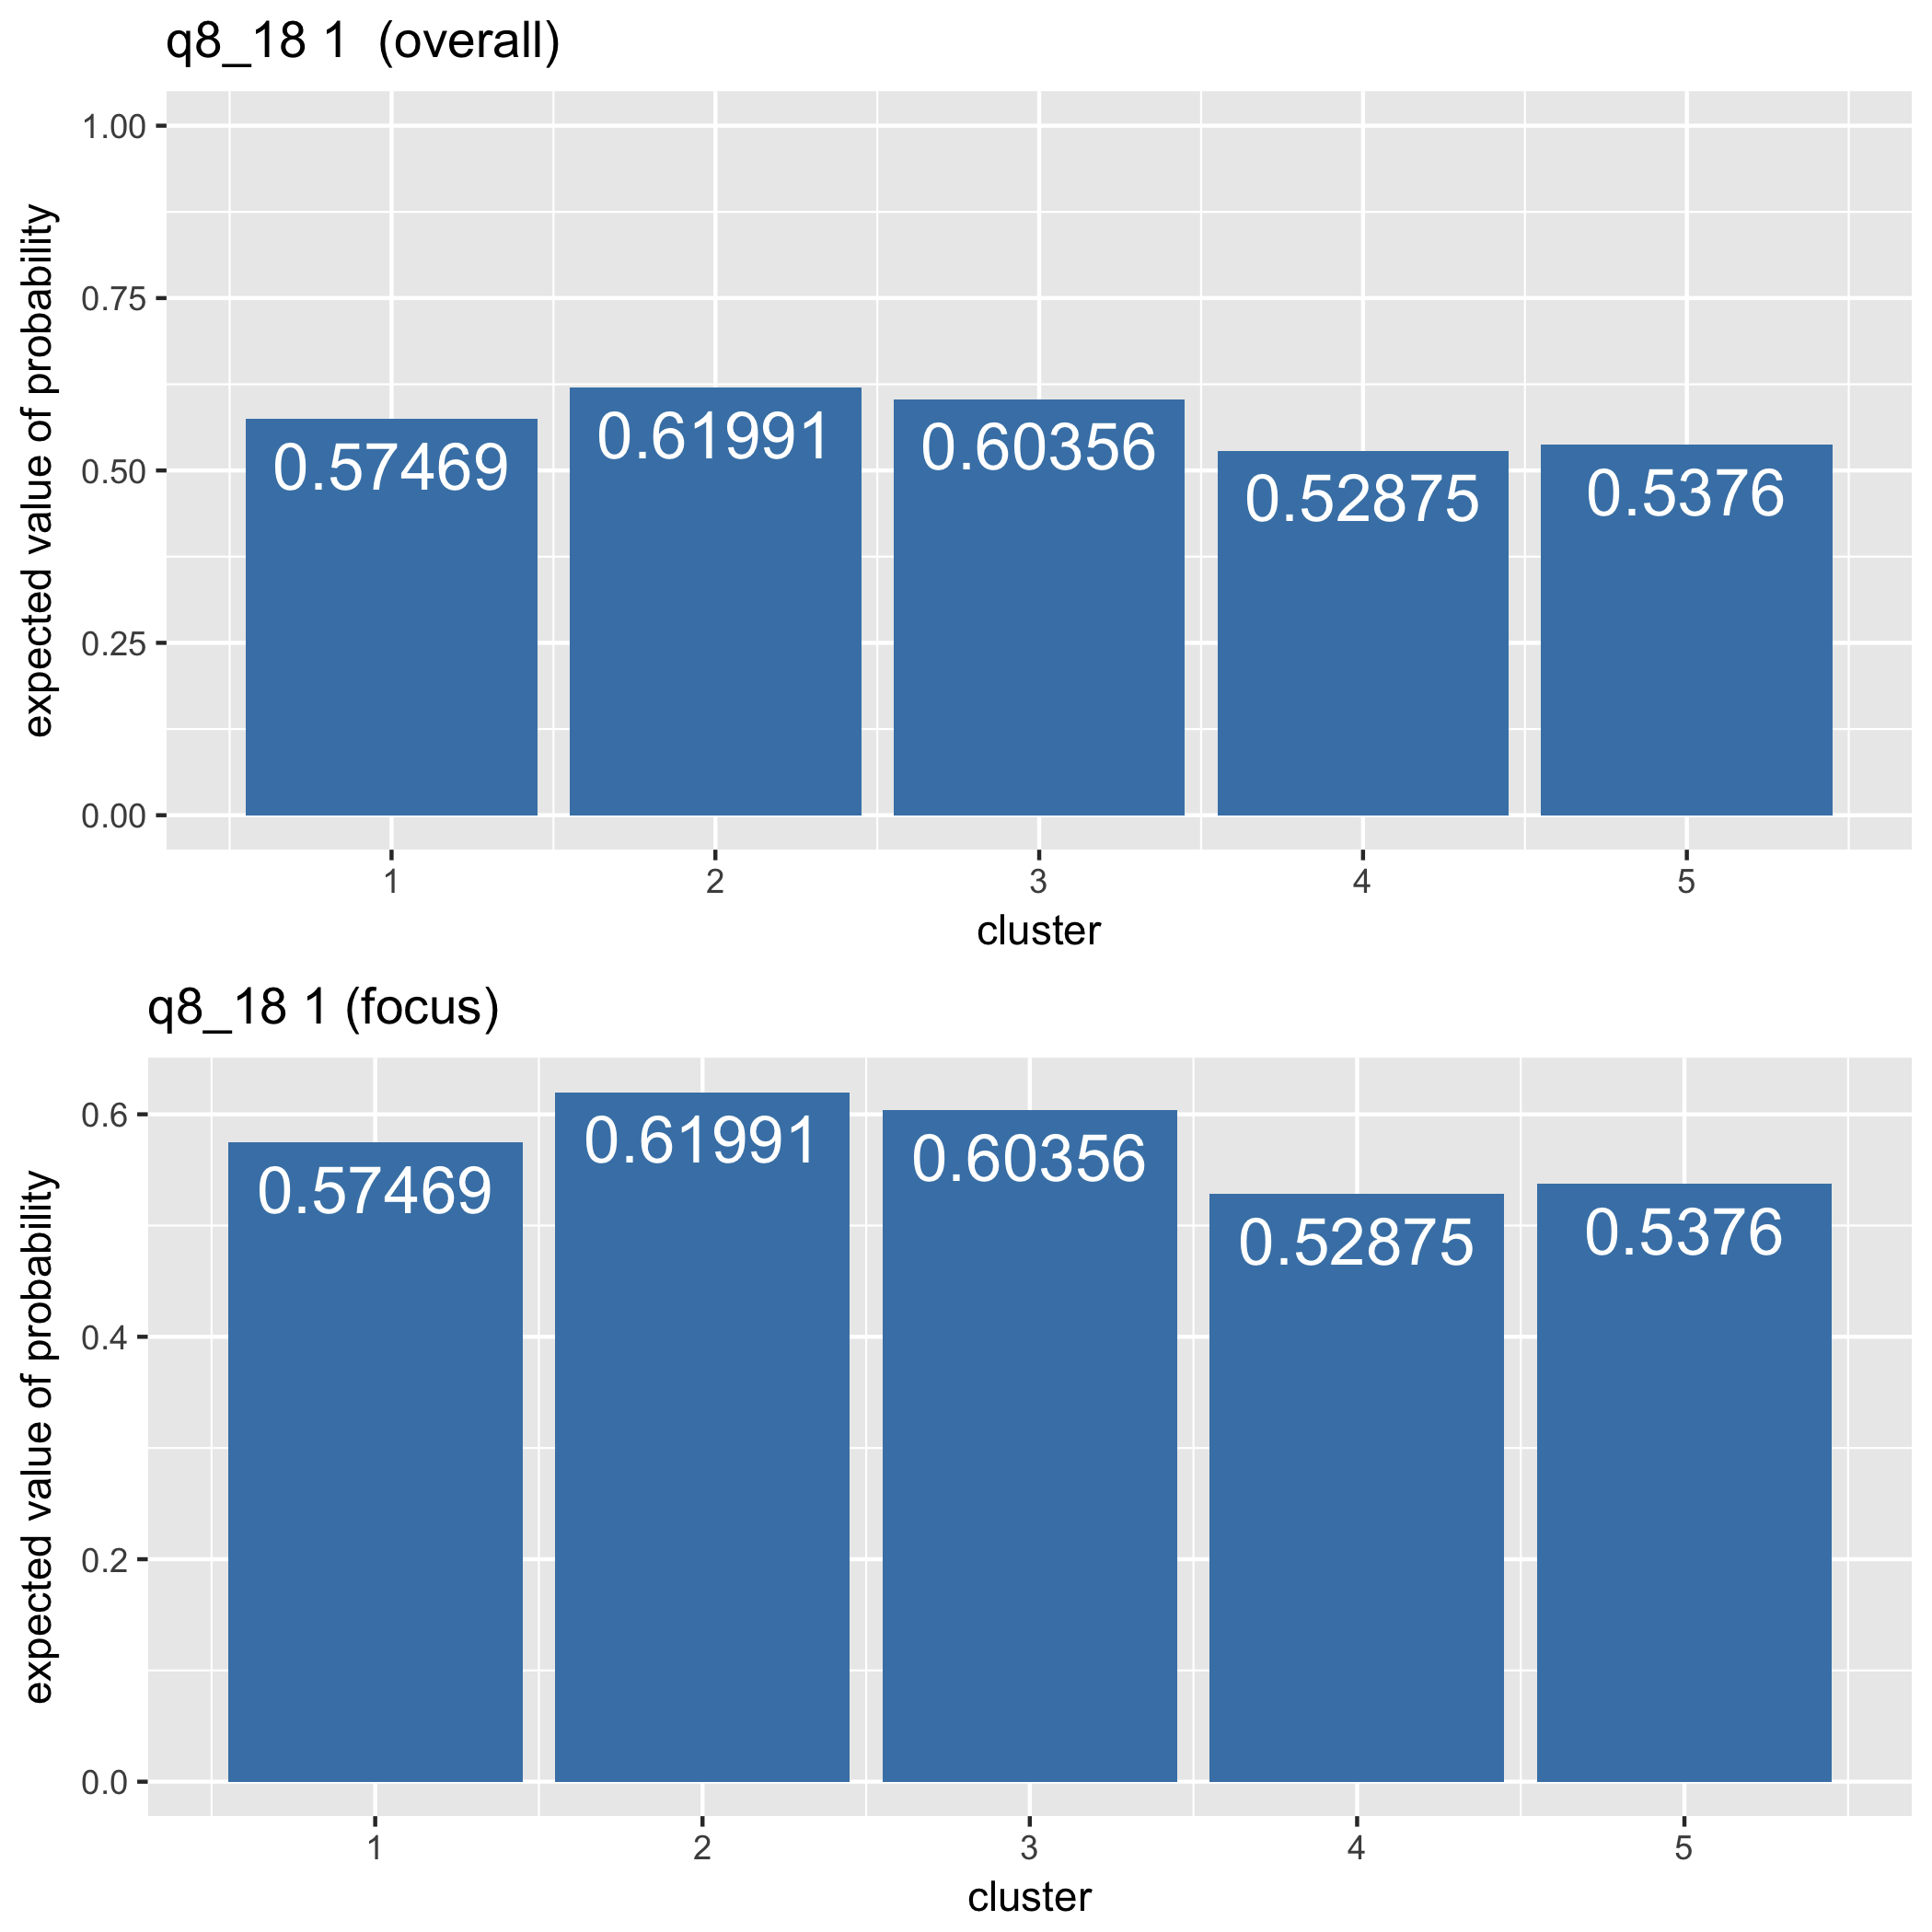 q8_18 1 (overall)
expected value of probability
1.00
0.75
0.50
0.25
0.00
0.57469
0.61991
0.60356
0.52875
0.5376
1 2 3 4 5
cluster
q8_18 1 (focus)
expected value of probability
0.6
0.4
0.2
0.0
0.57469
0.61991
0.60356
0.52875
0.5376
1 2 3 4 5
cluster